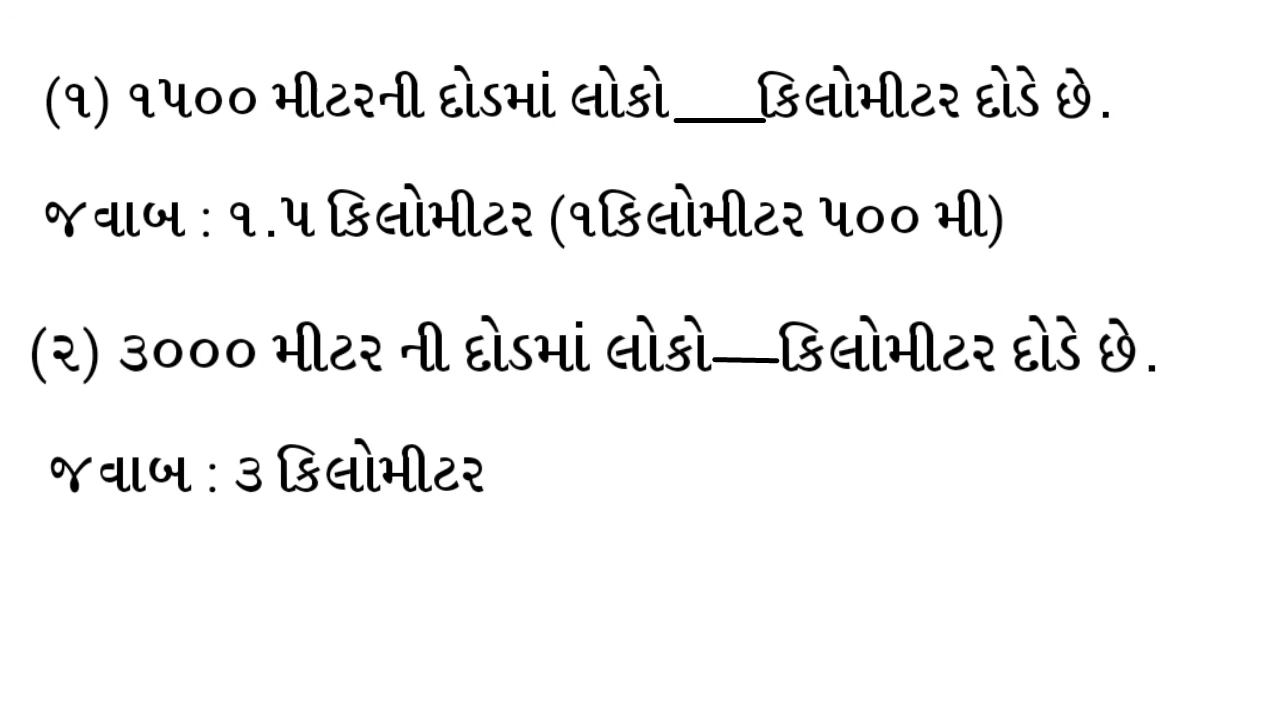 (૧) ૧૫૦૦ મીટરની દોડમાં લોકો ___ કિલોમીટર દોડે છે.
જવાબ : ૧.૫ કિલોમીટર (૧કિલોમીટર ૫૦૦ મી)
(૨) ૩૦૦૦ મીટર ની દોડમાં લોકો—કિલોમીટર દોડે છે.
જવાબ : ૩ કિલોમીટર